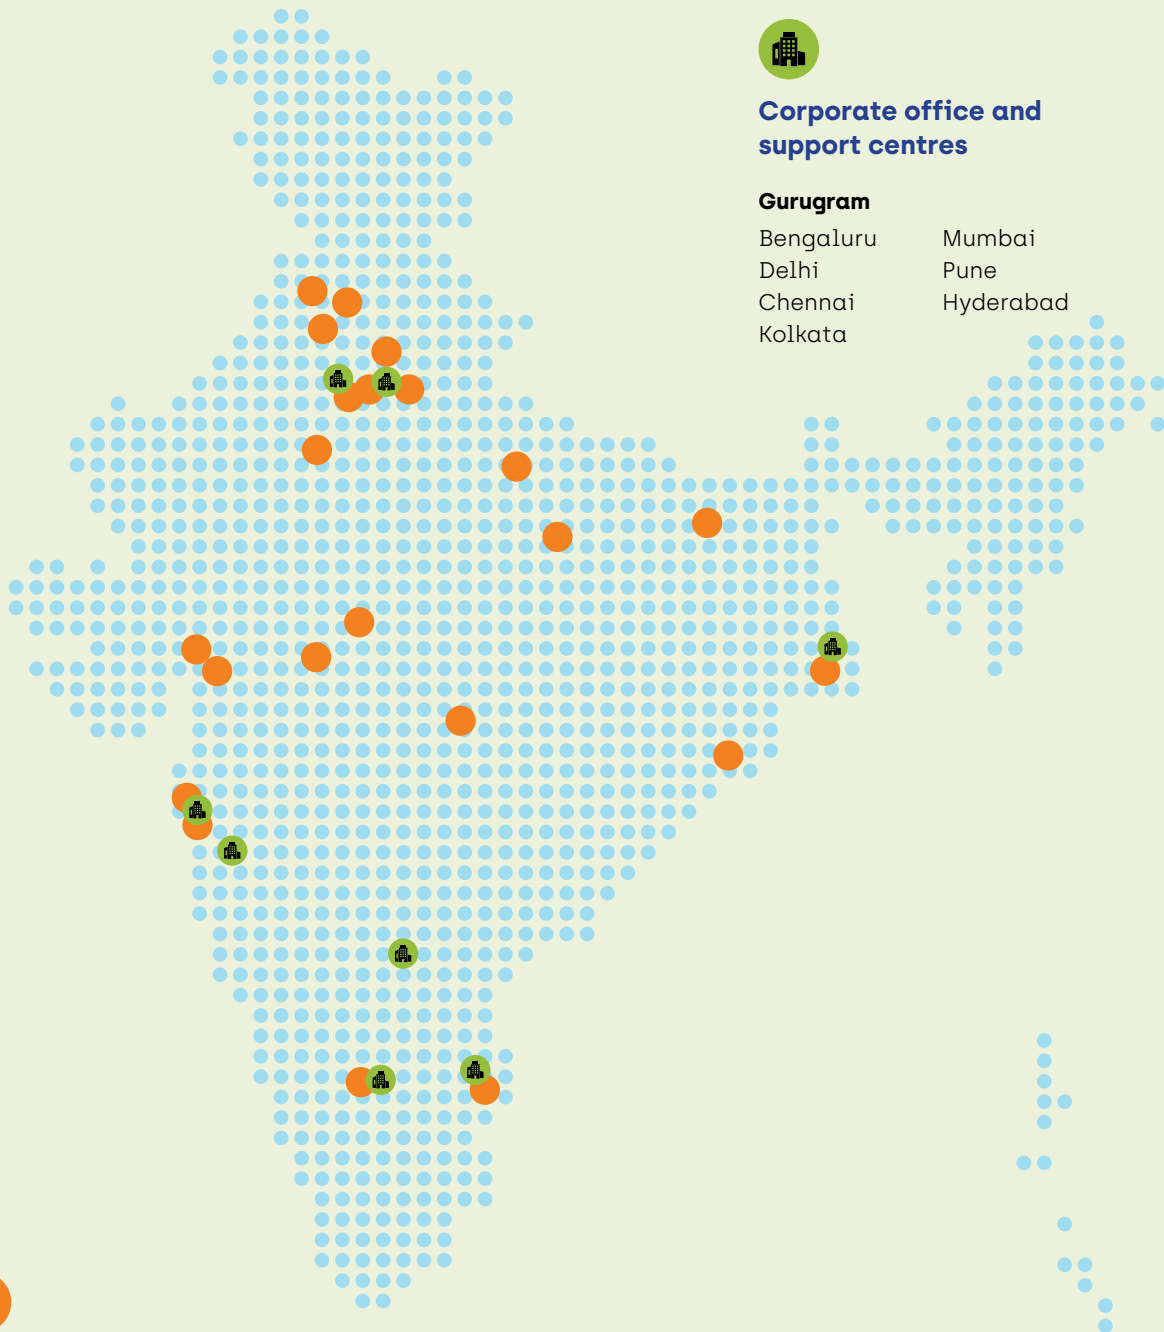 Corporate office and
support centres
Gurugram
Bengaluru
Delhi
Chennai
Kolkata
Mumbai
Pune
Hyderabad